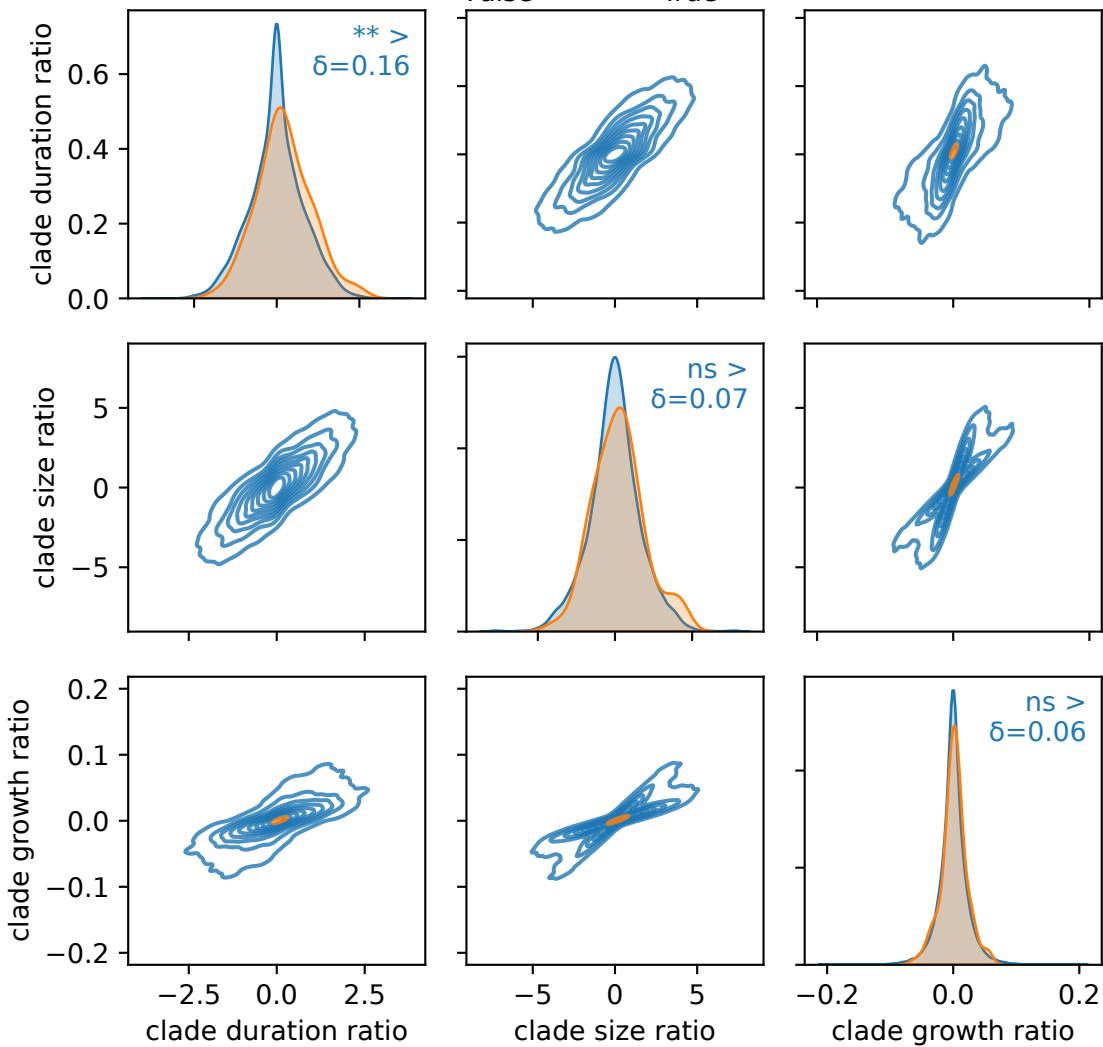 False True
clade duration ratio
0.6
0.4
0.2
0.0
** >
δ=0.16
clade size ratio
5
0
−5
ns >
δ=0.07
clade growth ratio
0.2
0.1
0.0
−0.1
−0.2
ns >
δ=0.06
−2.5 0.0 2.5
−5 0 5
−0.2 0.0 0.2
clade duration ratio
clade size ratio
clade growth ratio